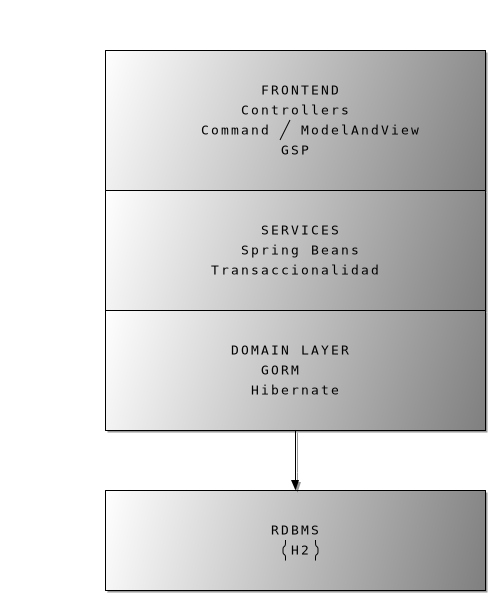 FRONTEND
Controllers
Command / ModelAndView
GSP
SERVICES
Spring Beans
Transaccionalidad
DOMAIN LAYER
GORM
Hibernate
RDBMS
(H2)